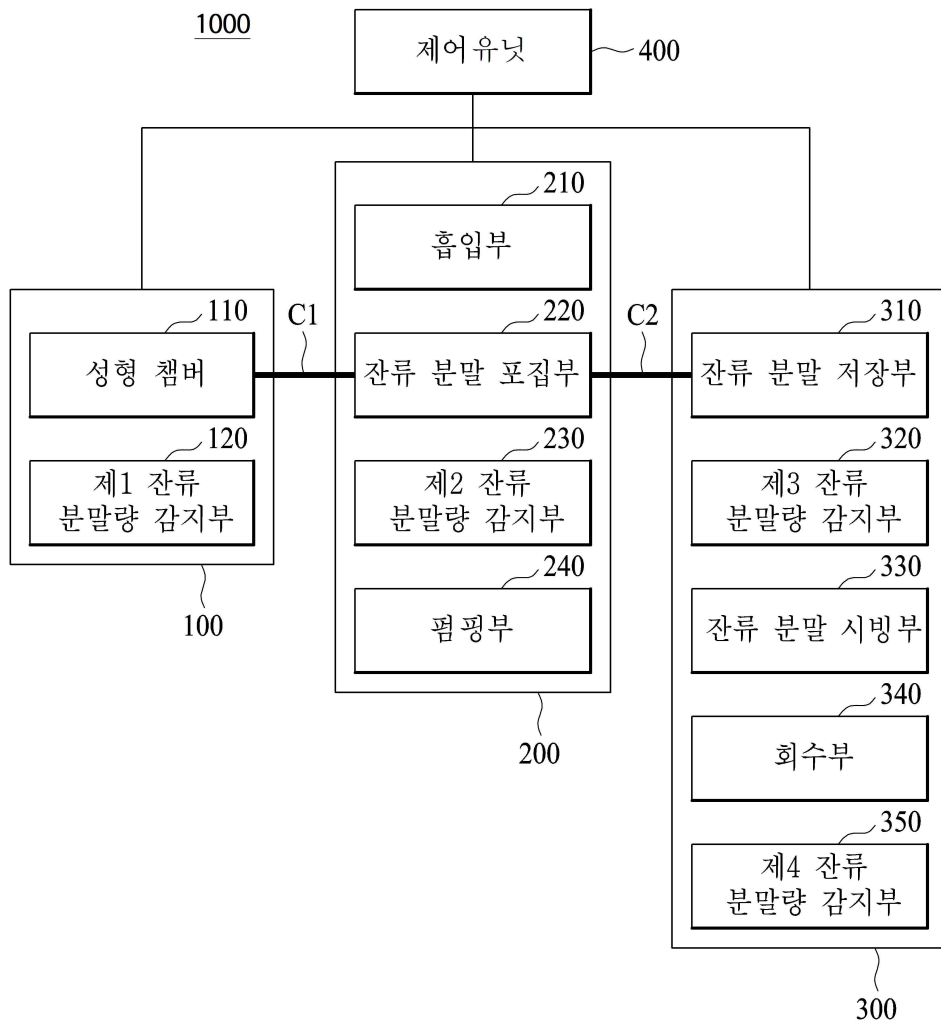 1000
제어유닛
400
210
흡입부
110
C1
220
C2
310
성형 챔버
잔류 분말 포집부
잔류 분말 저장부
120
230
320
제1 잔류
분말량 감지부
제2 잔류
분말량 감지부
제3 잔류
분말량 감지부
240
330
100
펌핑부
잔류 분말 시빙부
200
340
회수부
350
제4 잔류
분말량 감지부
300